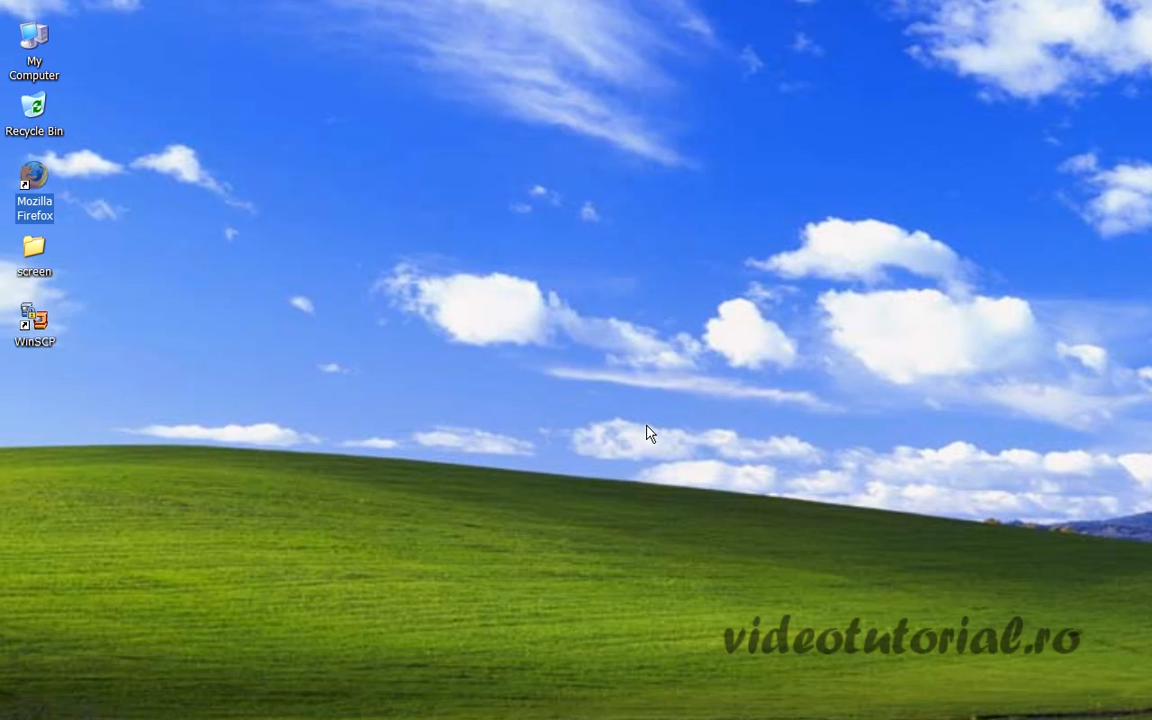 My
Computer
Recycle Bin
Mozilla
Firefox
screen
WinSCP
videotutorial.ro